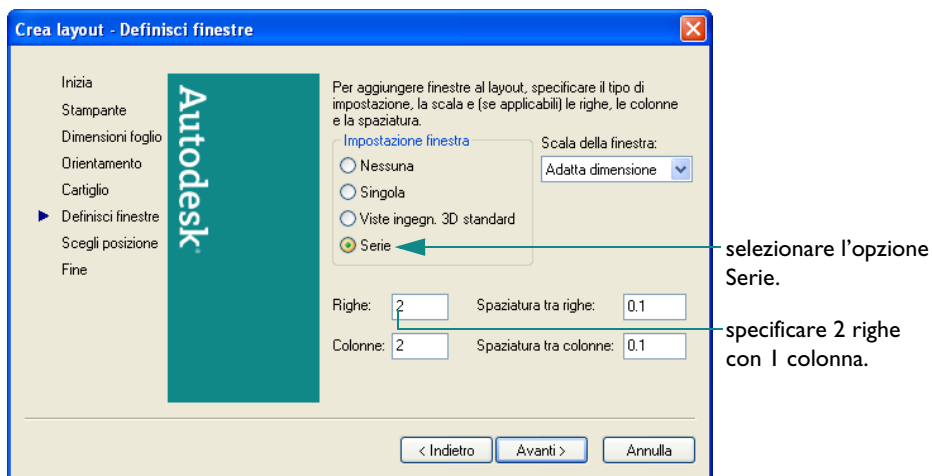 Crea layout - Definisci finestre
Inizia
Stampante
Dimensioni foglio
Orientamento
Cartiglio
Definisci finestre
Scegli posizione
Fine
Autodesk
Per aggiungere finestre al layout, specificare il tipo di
impostazione, la scala e (se applicabili) le righe, le colonne
e la spaziatura.
Impostazione finestra
Nessuna
Singola
Viste ingegn. 3D standard
Serie
Scala della finestra:
Adatta dimensione
selezionare l’opzione
Serie.
Righe: 2 Spaziatura tra righe: 0.1
Colonne: 2 Spaziatura tra colonne: 0.1
specificare 2 righe
con 1 colonna.
< Indietro Avanti > Annulla